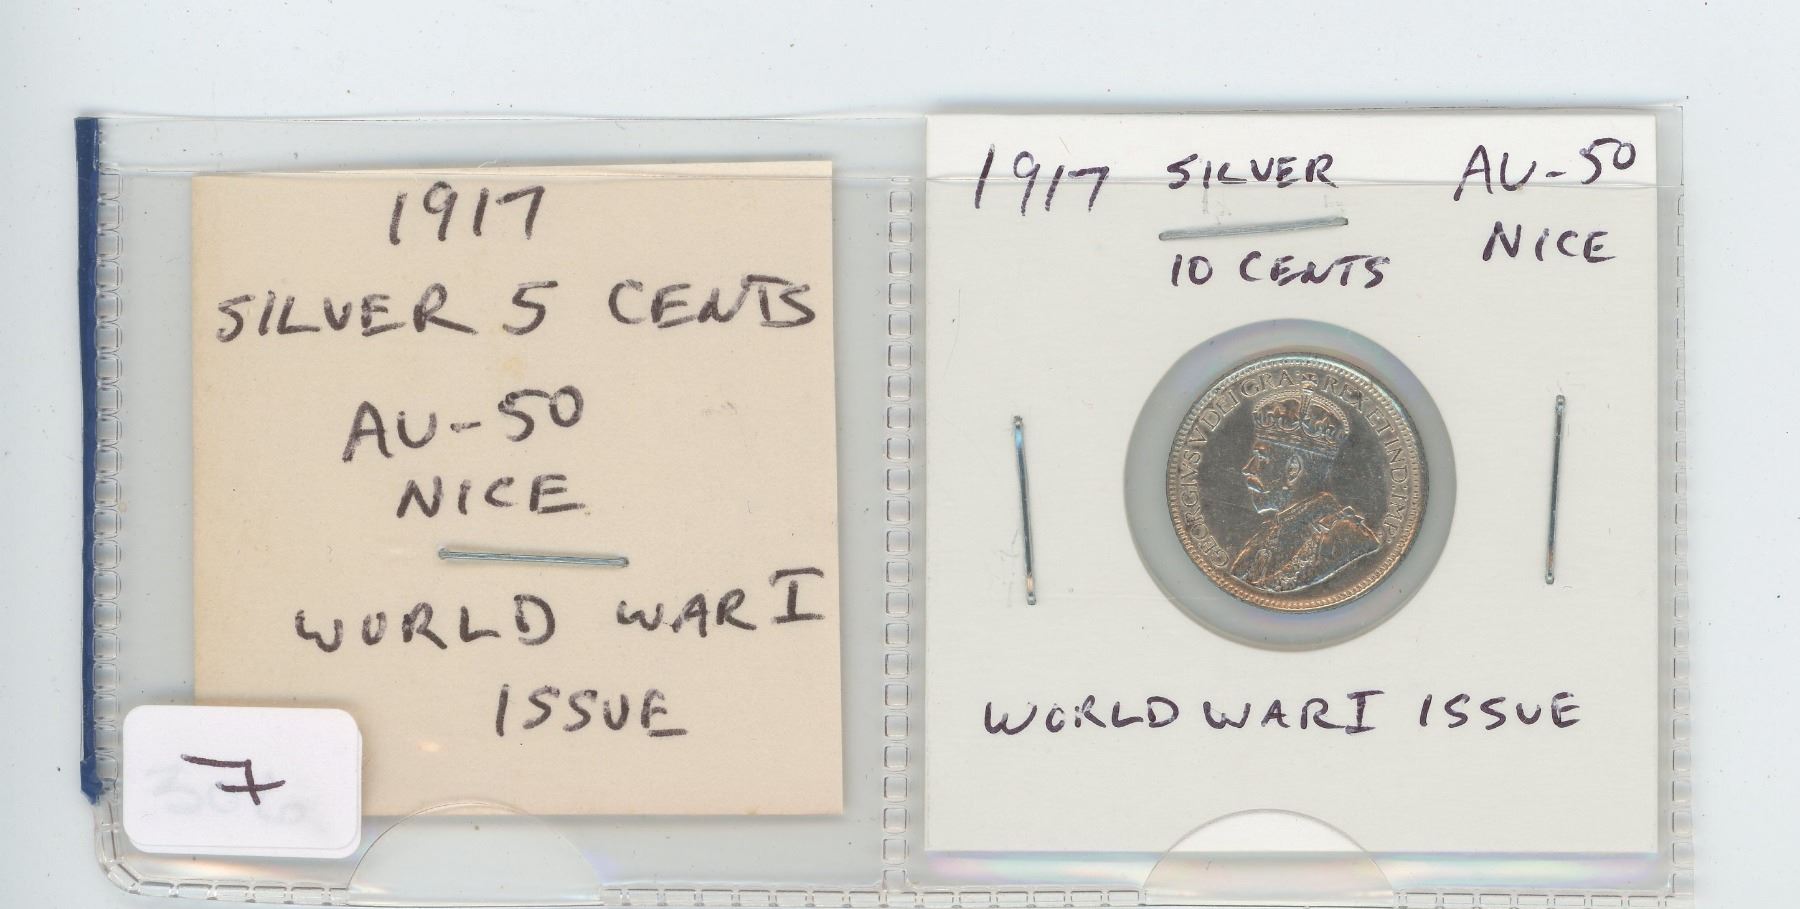 1917
SILVER 5 CENTS
AU-50
NICE
WORLD WAR I
ISSUE
7
1917 SILVER AU-50
10 CENTS NICE
GEORGIVS V DEI GRA REX ET IND: IMP:
WORLD WAR I ISSUE